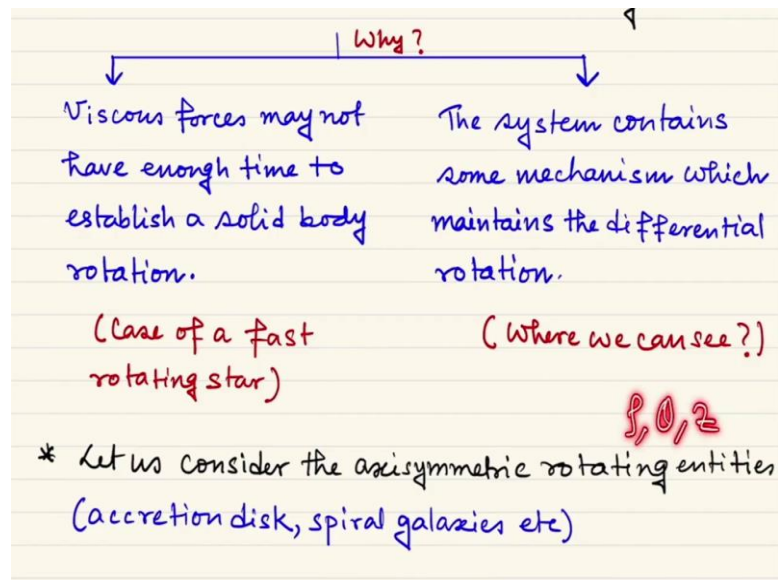 Why?
Viscous forces may not
have enough time to
establish a solid body
rotation.
(Case of a fast
rotating star)
The system contains
some mechanism which
maintains the differential
rotation.
(Where we can see?)
ρ, θ, z
* Let us consider the axisymmetric rotating entities
(accretion disk, spiral galaxies etc)